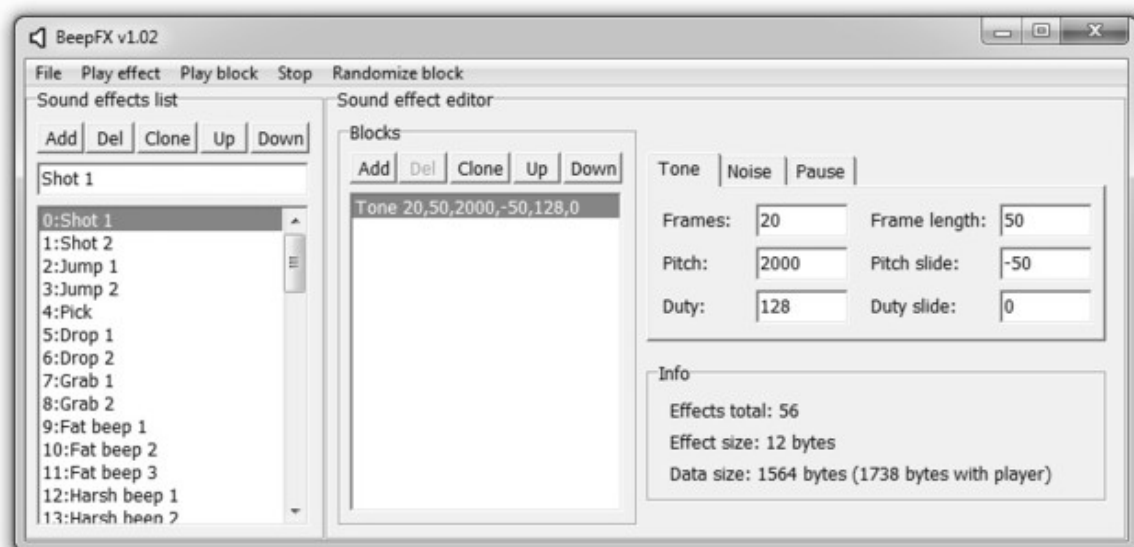 BeepFX v1.02
File Play effect Play block Stop Randomize block
Sound effects list
Add Del Clone Up Down
Shot 1
0:Shot 1
1:Shot 2
2:Jump 1
3:Jump 2
4:Pick
5:Drop 1
6:Drop 2
7:Grab 1
8:Grab 2
9:Fat beep 1
10:Fat beep 2
11:Fat beep 3
12:Harsh beep 1
13:Harsh beep 2
Sound effect editor
Blocks
Add Del Clone Up Down
Tone 20,50,2000,-50,128,0
Tone Noise Pause
Frames: 20 Frame length: 50
Pitch: 2000 Pitch slide: -50
Duty: 128 Duty slide: 0
Info
Effects total: 56
Effect size: 12 bytes
Data size: 1564 bytes (1738 bytes with player)